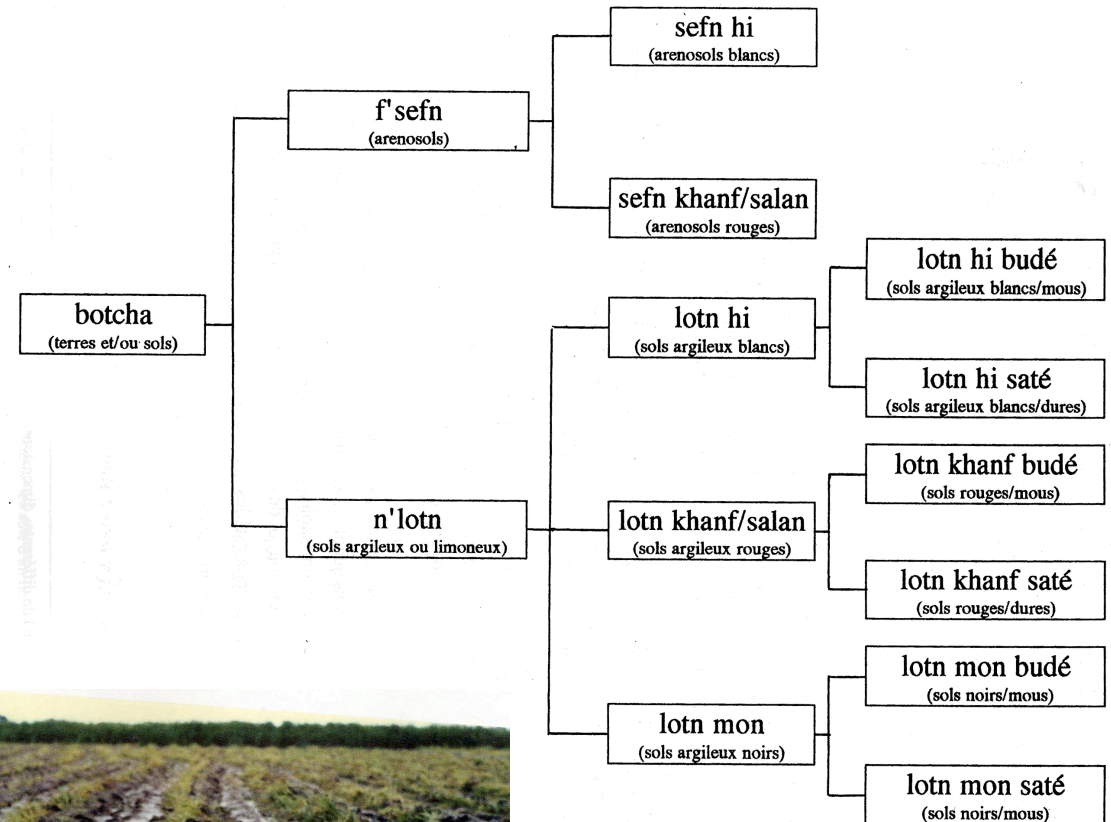 sefn hi
(arenosols blancs)
f'sefn
(arenosols)
sefn khanf/salan
(arenosols rouges)
botcha
(terres et/ou sols)
lotn hi
(sols argileux blancs)
lotn hi budé
(sols argileux blancs/mous)
lotn hi saté
(sols argileux blancs/dures)
n'lotn
(sols argileux ou limoneux)
lotn khanf/salan
(sols argileux rouges)
lotn khanf budé
(sols rouges/mous)
lotn khanf saté
(sols rouges/dures)
lotn mon
(sols argileux noirs)
lotn mon budé
(sols noirs/mous)
lotn mon saté
(sols noirs/mous)